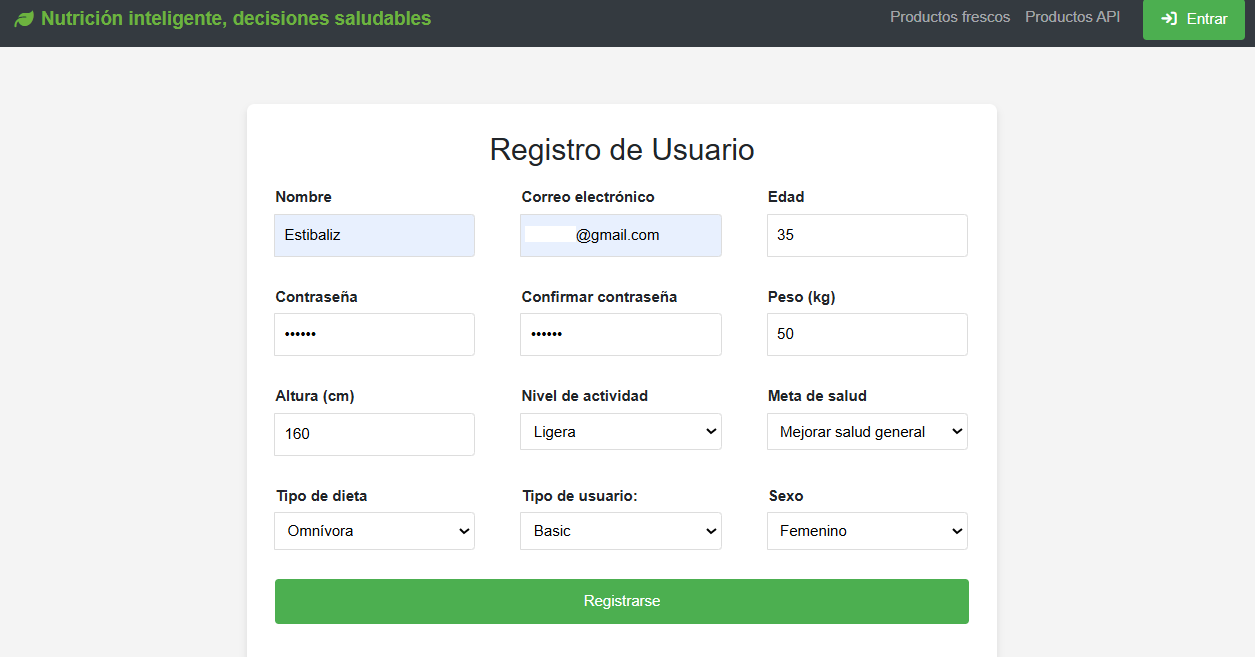 Nutrición inteligente, decisiones saludables
Productos frescos
Productos API
Entrar
Registro de Usuario
Nombre
Correo electrónico
Edad
Estibaliz
@gmail.com
35
Contraseña
Confirmar contraseña
Peso (kg)
••••••
••••••
50
Altura (cm)
Nivel de actividad
Meta de salud
160
Ligera
Mejorar salud general
Tipo de dieta
Tipo de usuario:
Sexo
Omnívora
Basic
Femenino
Registrarse